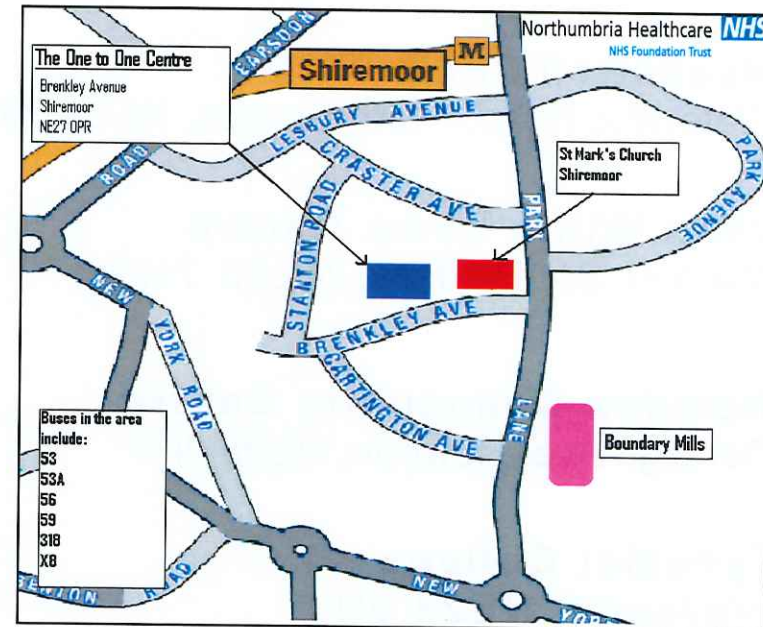 Northumbria Healthcare NHS
NHS Foundation Trust
The One to One Centre
Brenkley Avenue
Shiremoor
NE27 0PR
EARSDON
ROAD
Shiremoor
M
LESBURY AVENUE
CRASTER AVE
STANTON ROAD
St Mark's Church
Shiremoor
PARK AVENUE
PARK
LANE
BRENKLEY AVE
CARTINGTON AVE
NEW
YORK ROAD
Buses in the area
include:
53
53A
56
59
318
X8
Boundary Mills
BENTON
ROAD
NEW
YORK